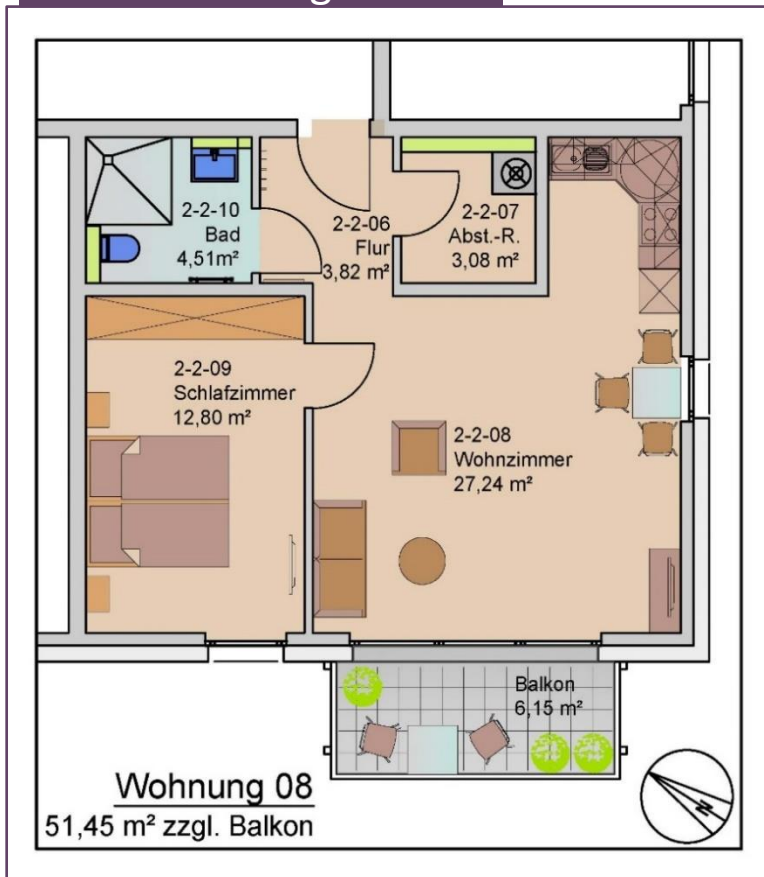 2-2-10
Bad
4,51m²
2-2-06
Flur
3,82 m²
2-2-07
Abst.-R.
3,08 m²
2-2-09
Schlafzimmer
12,80 m²
2-2-08
Wohnzimmer
27,24 m²
Balkon
6,15 m²
Wohnung 08
51,45 m² zzgl. Balkon
N